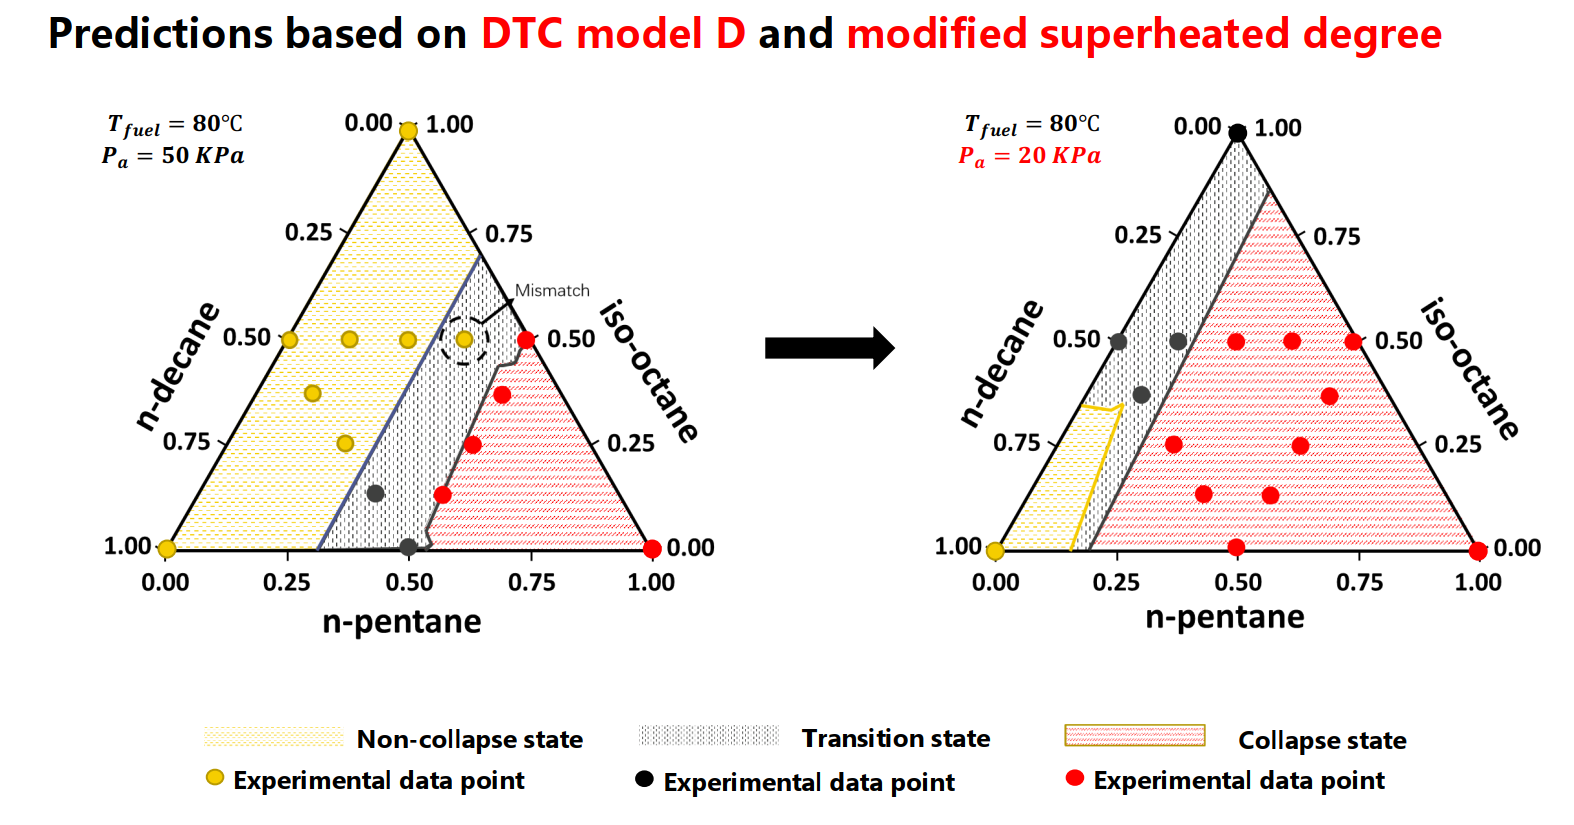 Predictions based on DTC model D and modified superheated degree
T_fuel = 80℃
P_a = 50 KPa
0.00
1.00
0.25
0.75
Mismatch
0.50
0.50
n-decane
iso-octane
0.75
0.25
1.00
0.00
0.00
0.25
0.50
0.75
1.00
n-pentane
T_fuel = 80℃
P_a = 20 KPa
0.00
1.00
0.25
0.75
0.50
0.50
n-decane
iso-octane
0.75
0.25
1.00
0.00
0.00
0.25
0.50
0.75
1.00
n-pentane
Non-collapse state
Transition state
Collapse state
Experimental data point
Experimental data point
Experimental data point